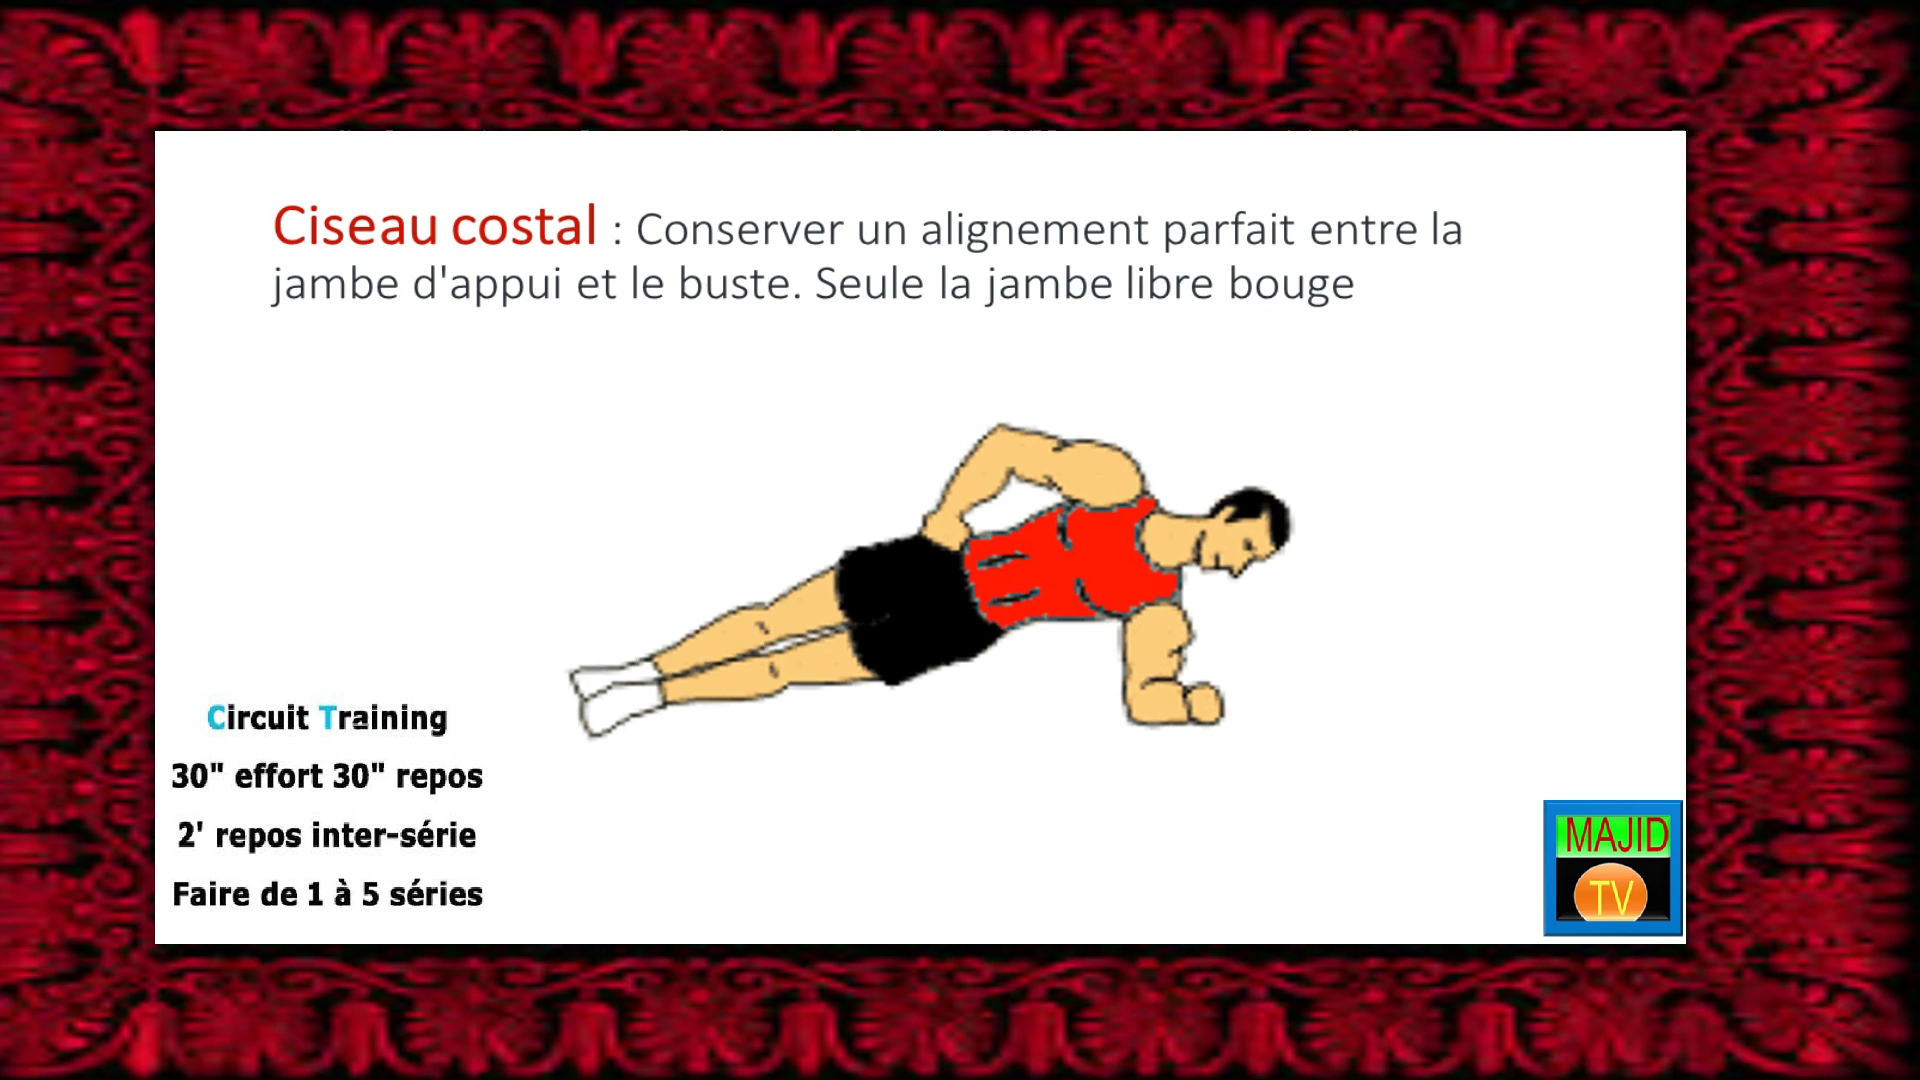 Ciseau costal : Conserver un alignement parfait entre la
jambe d'appui et le buste. Seule la jambe libre bouge
Circuit Training
30" effort 30" repos
2' repos inter-série
Faire de 1 à 5 séries
MAJID
TV